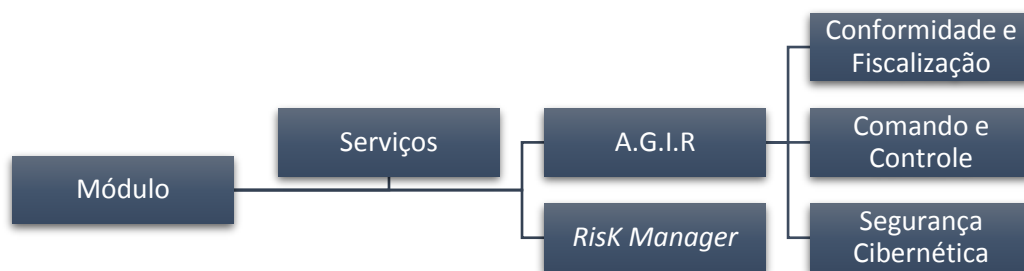 Módulo
Serviços
A.G.I.R
RisK Manager
Conformidade e
Fiscalização
Comando e
Controle
Segurança
Cibernética